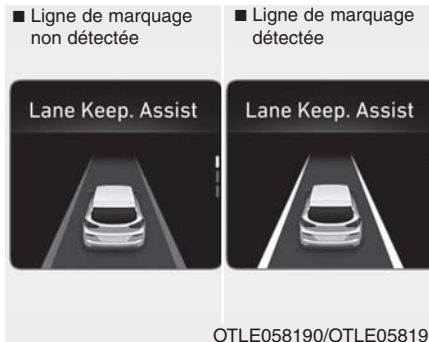 ■ Ligne de marquage
non détectée
■ Ligne de marquage
détectée
Lane Keep. Assist
Lane Keep. Assist
OTLE058190/OTLE05819